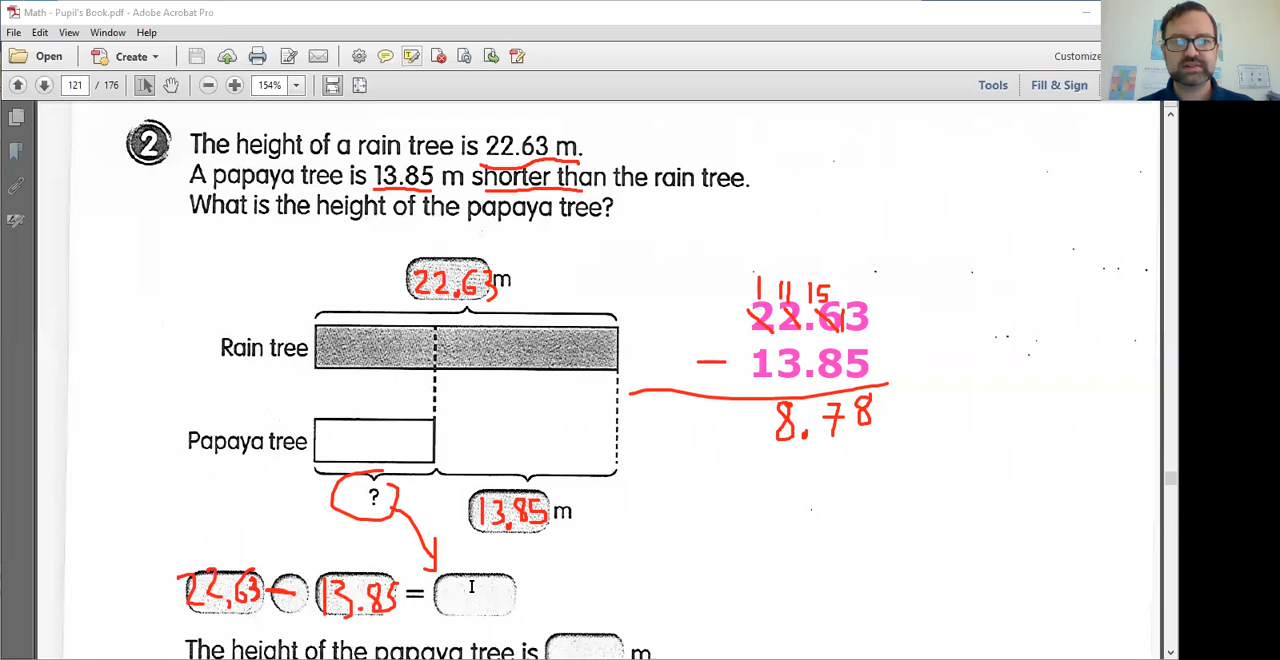 Math - Pupil's Book.pdf - Adobe Acrobat Pro
File Edit View Window Help
Open Create Customize
121 / 176 154% Tools Fill & Sign
2 The height of a rain tree is 22.63 m.
A papaya tree is 13.85 m shorter than the rain tree.
What is the height of the papaya tree?
22.63 m
Rain tree
Papaya tree
?
13.85 m
1 11 15
22.63
1
− 13.85
8.78
22.63 − 13.85 =
The height of the papaya tree is m